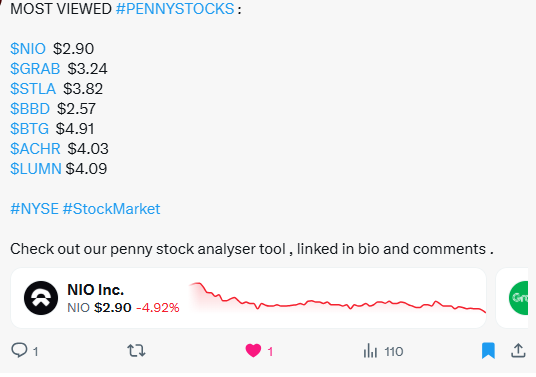 MOST VIEWED #PENNYSTOCKS :
$NIO $2.90
$GRAB $3.24
$STLA $3.82
$BBD $2.57
$BTG $4.91
$ACHR $4.03
$LUMN $4.09
#NYSE #StockMarket
Check out our penny stock analyser tool , linked in bio and comments .
NIO Inc.
NIO $2.90 -4.92%
Gra
1 1 110